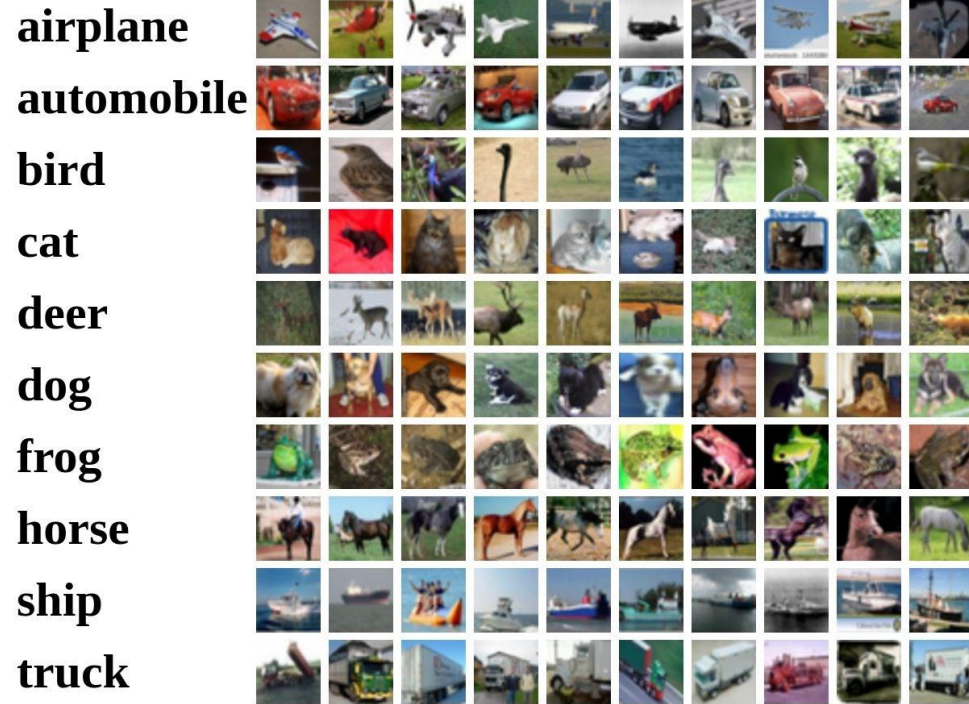 airplane
automobile
bird
cat
deer
dog
frog
horse
ship
truck